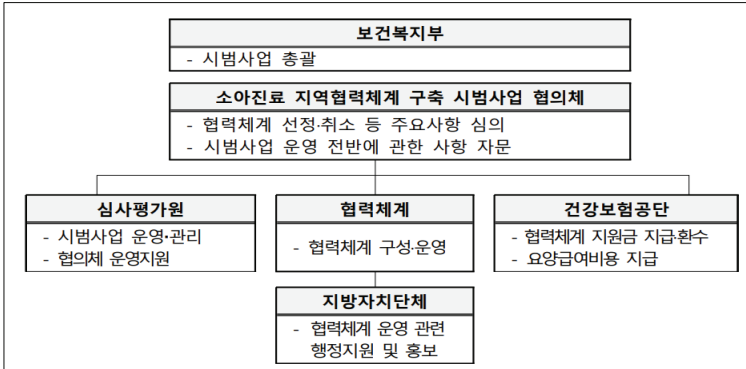 보건복지부
- 시범사업 총괄
소아진료 지역협력체계 구축 시범사업 협의체
- 협력체계 선정·취소 등 주요사항 심의
- 시범사업 운영 전반에 관한 사항 자문
심사평가원
- 시범사업 운영·관리
- 협의체 운영지원
협력체계
- 협력체계 구성·운영
건강보험공단
- 협력체계 지원금 지급·환수
- 요양급여비용 지급
지방자치단체
- 협력체계 운영 관련
행정지원 및 홍보